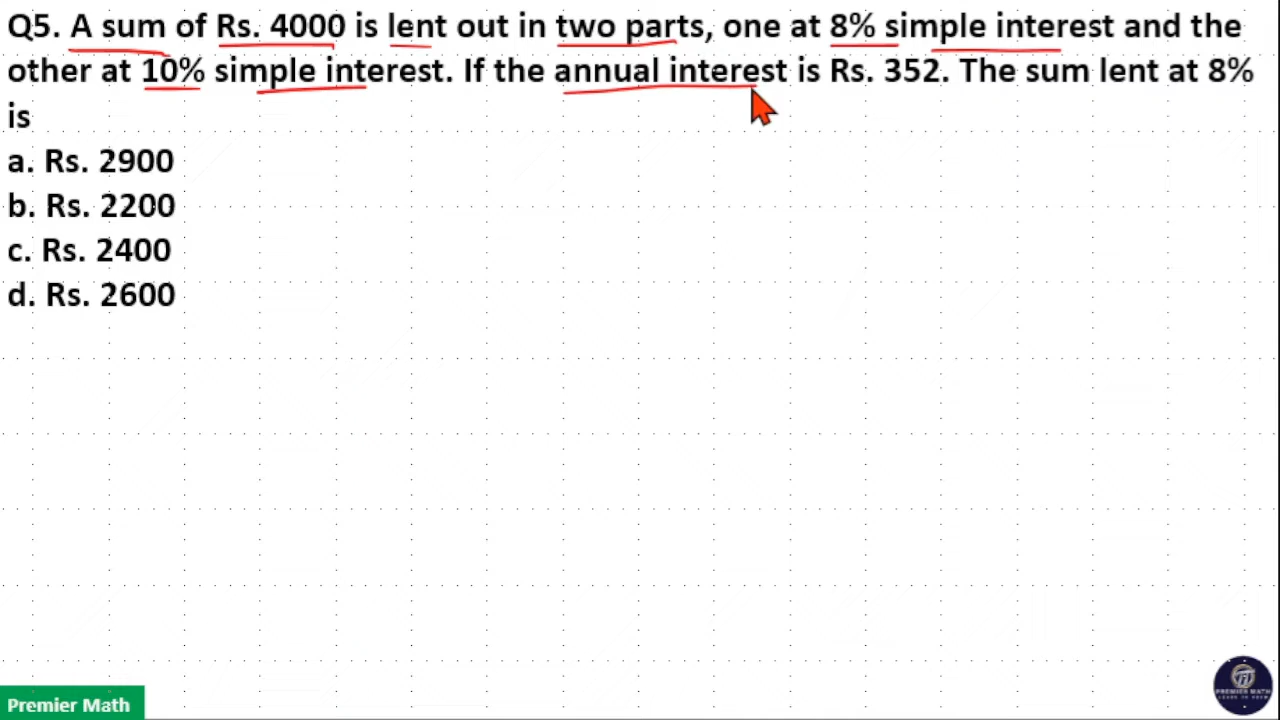 Q5. A sum of Rs. 4000 is lent out in two parts, one at 8% simple interest and the
other at 10% simple interest. If the annual interest is Rs. 352. The sum lent at 8%
is
a. Rs. 2900
b. Rs. 2200
c. Rs. 2400
d. Rs. 2600
Premier Math
PREMIER MATH